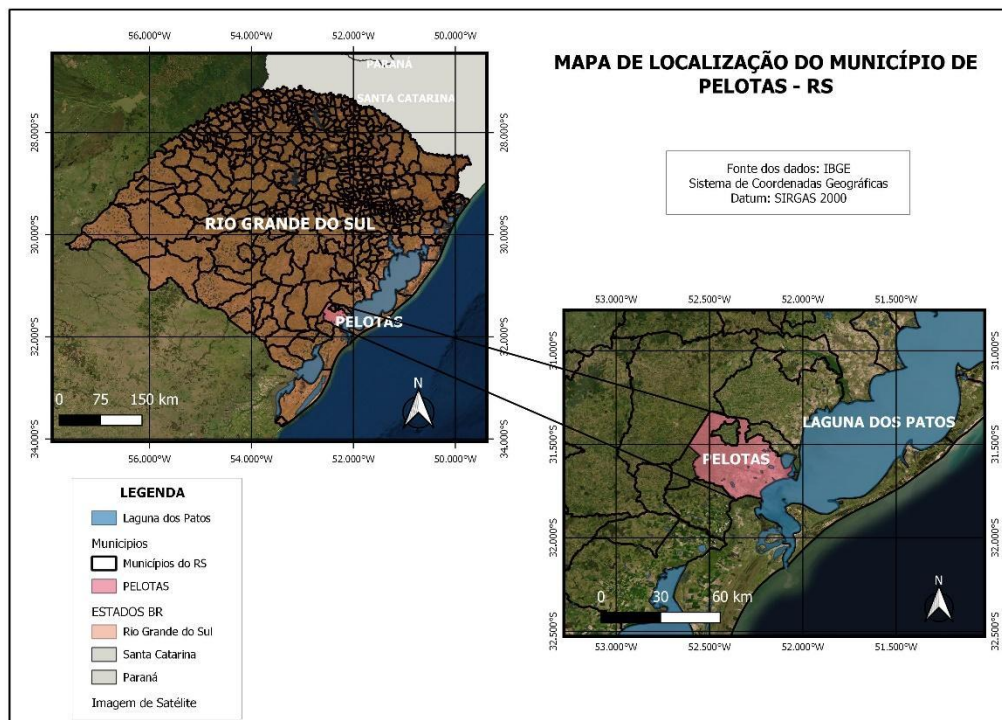 MAPA DE LOCALIZAÇÃO DO MUNICÍPIO DE
PELOTAS - RS
Fonte dos dados: IBGE
Sistema de Coordenadas Geográficas
Datum: SIRGAS 2000
56.000°W
54.000°W
52.000°W
50.000°W
28.000°S
28.000°S
30.000°S
30.000°S
32.000°S
32.000°S
34.000°S
34.000°S
PARANÁ
SANTA CATARINA
RIO GRANDE DO SUL
PELOTAS
N
0 75 150 km
56.000°W
54.000°W
52.000°W
50.000°W
LEGENDA
Laguna dos Patos
Municípios
Municípios do RS
PELOTAS
ESTADOS BR
Rio Grande do Sul
Santa Catarina
Paraná
Imagem de Satélite
53.000°W
52.500°W
52.000°W
51.500°W
31.000°S
31.000°S
31.500°S
31.500°S
32.000°S
32.000°S
32.500°S
32.500°S
LAGUNA DOS PATOS
PELOTAS
N
0 30 60 km
53.000°W
52.500°W
52.000°W
51.500°W